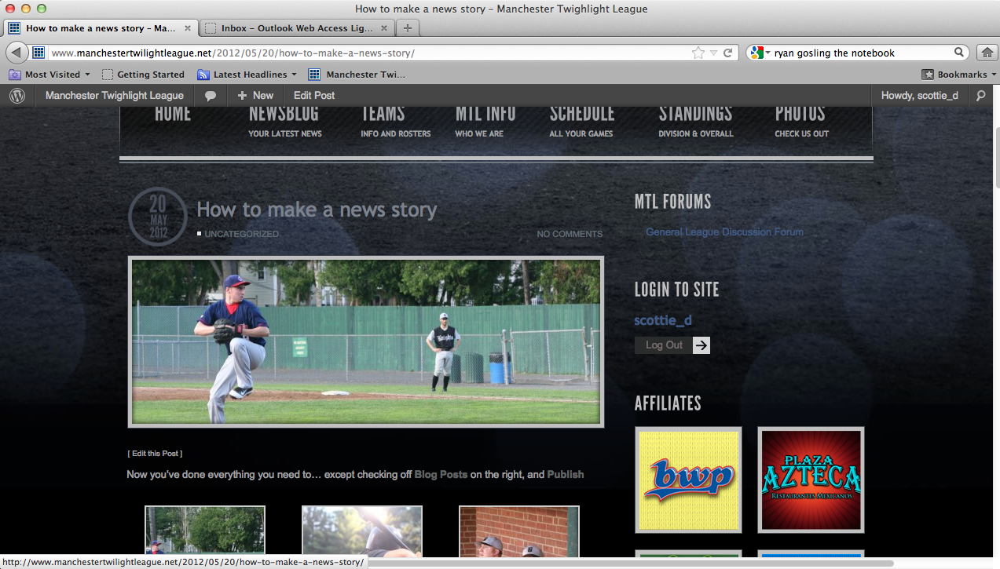 How to make a news story – Manchester Twighlight League
How to make a news story – Ma...
Inbox – Outlook Web Access Lig...
www.manchestertwilightleague.net/2012/05/20/how-to-make-a-news-story/
ryan gosling the notebook
Most Visited
Getting Started
Latest Headlines
Manchester Twi...
Bookmarks
Manchester Twighlight League
New
Edit Post
Howdy, scottie_d
HOME
NEWSBLOG
TEAMS
MTL INFO
SCHEDULE
STANDINGS
PHOTOS
YOUR LATEST NEWS
INFO AND ROSTERS
WHO WE ARE
ALL YOUR GAMES
DIVISION & OVERALL
CHECK US OUT
20
MAY
2012
How to make a news story
UNCATEGORIZED
NO COMMENTS
Knights
[ Edit this Post ]
Now you've done everything you need to... except checking off Blog Posts on the right, and Publish
MTL FORUMS
General League Discussion Forum
LOGIN TO SITE
scottie_d
Log Out
AFFILIATES
bwp
PLAZA
AZTECA
RESTAURANTES MEXICANOS
http://www.manchestertwilightleague.net/2012/05/20/how-to-make-a-news-story/